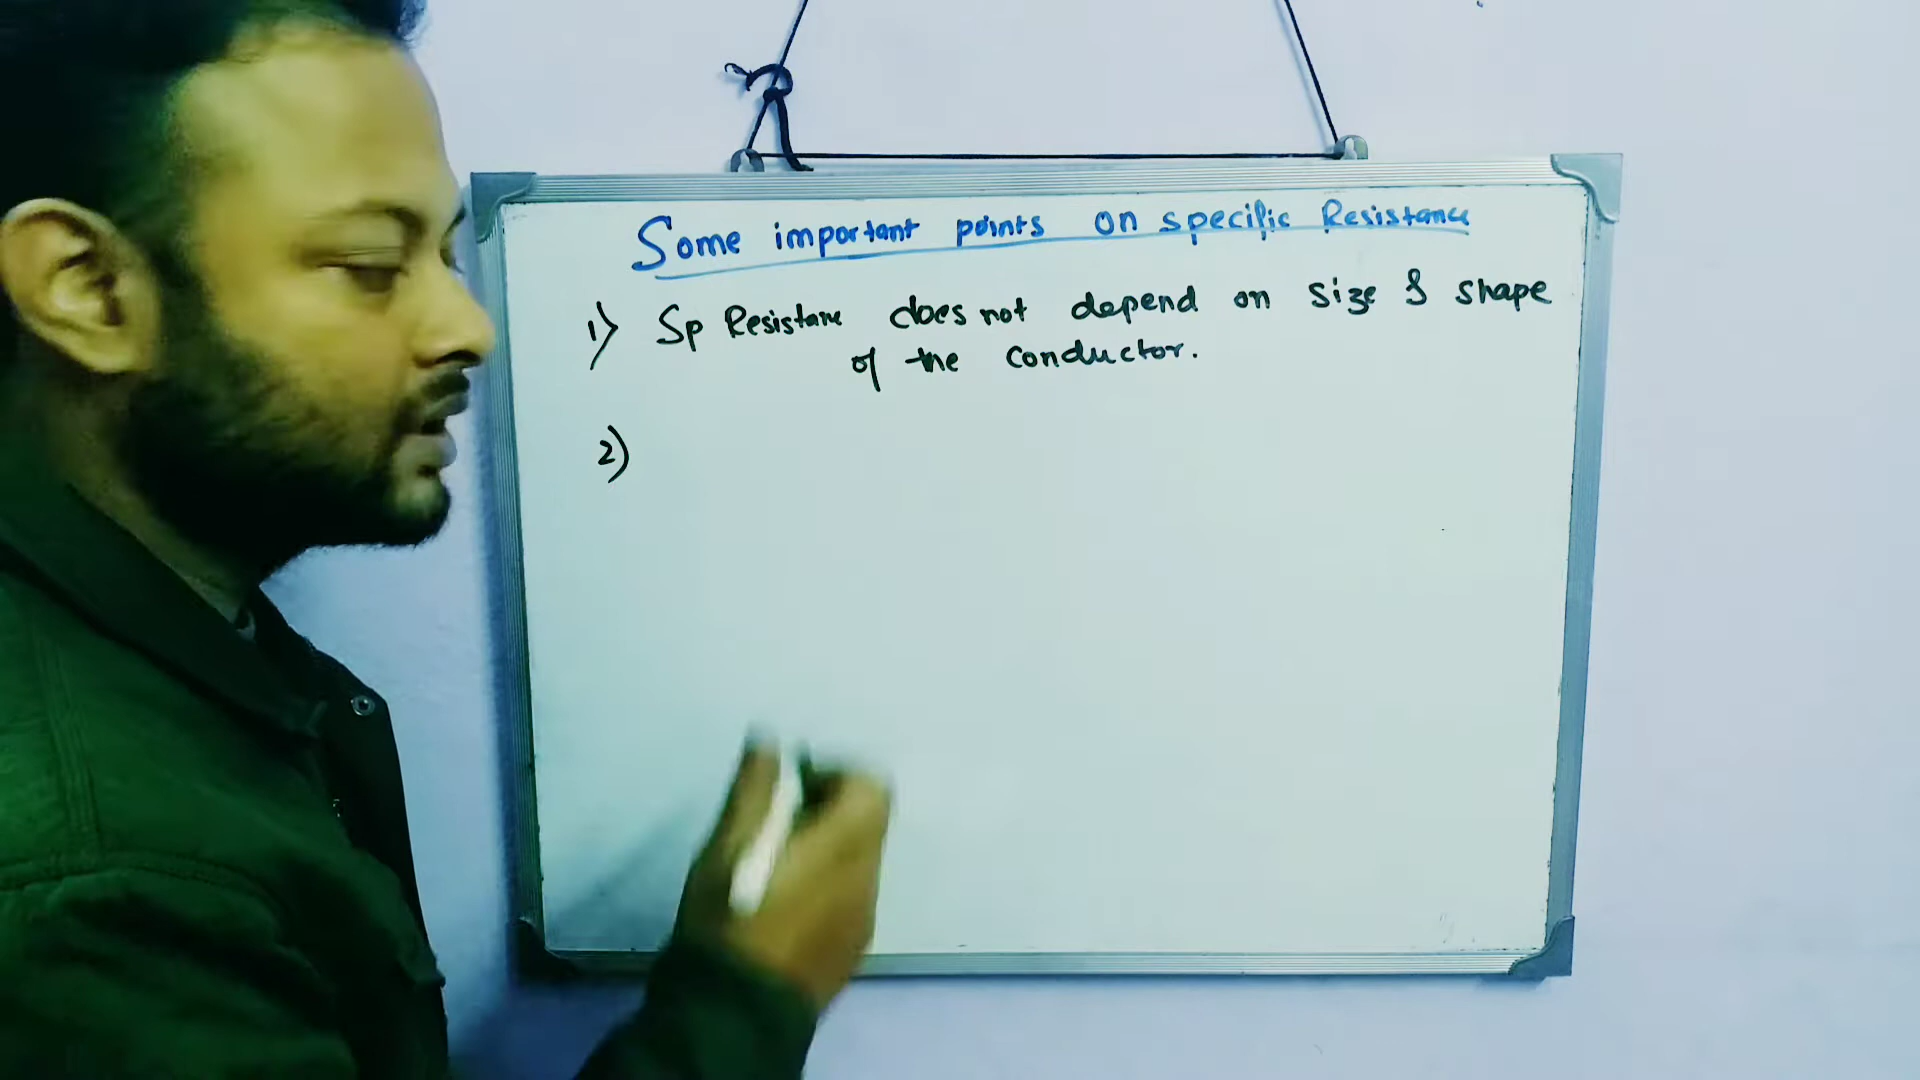 Some important points on specific Resistance
1) Sp Resistance does not depend on size & shape
of the conductor.
2)